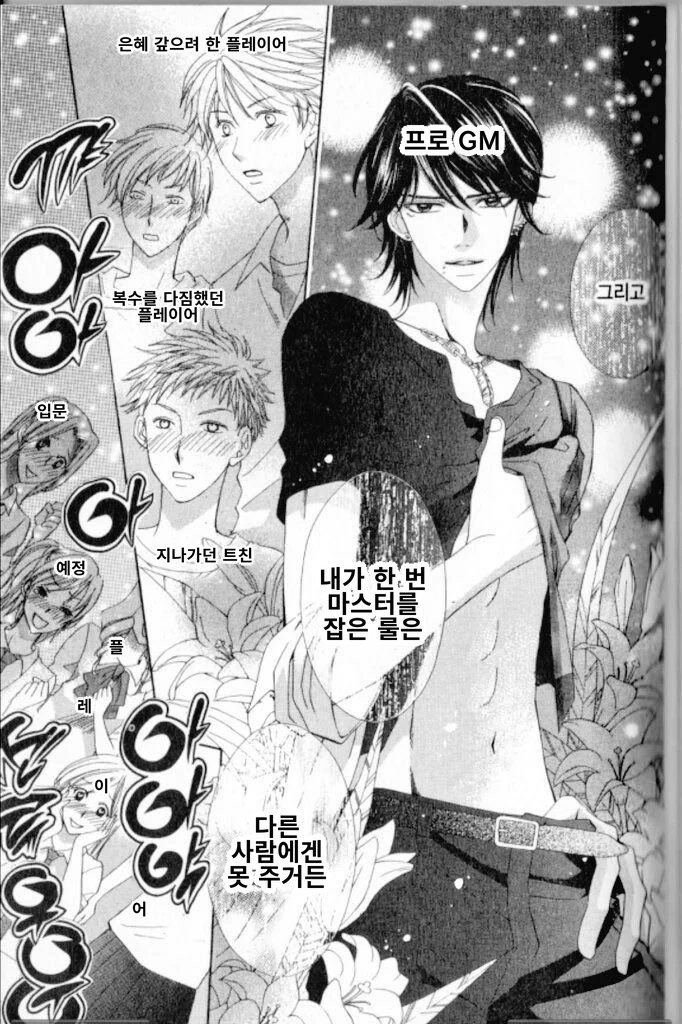 은혜 갚으려 한 플레이어
프로 GM
그리고
복수를 다짐했던
플레이어
지나가던 트친
내가 한 번
마스터를
잡은 룰은
다른
사람에겐
못 주거든
입문
예정
플
레
이
어
꺄
아
아
아
아
아
악